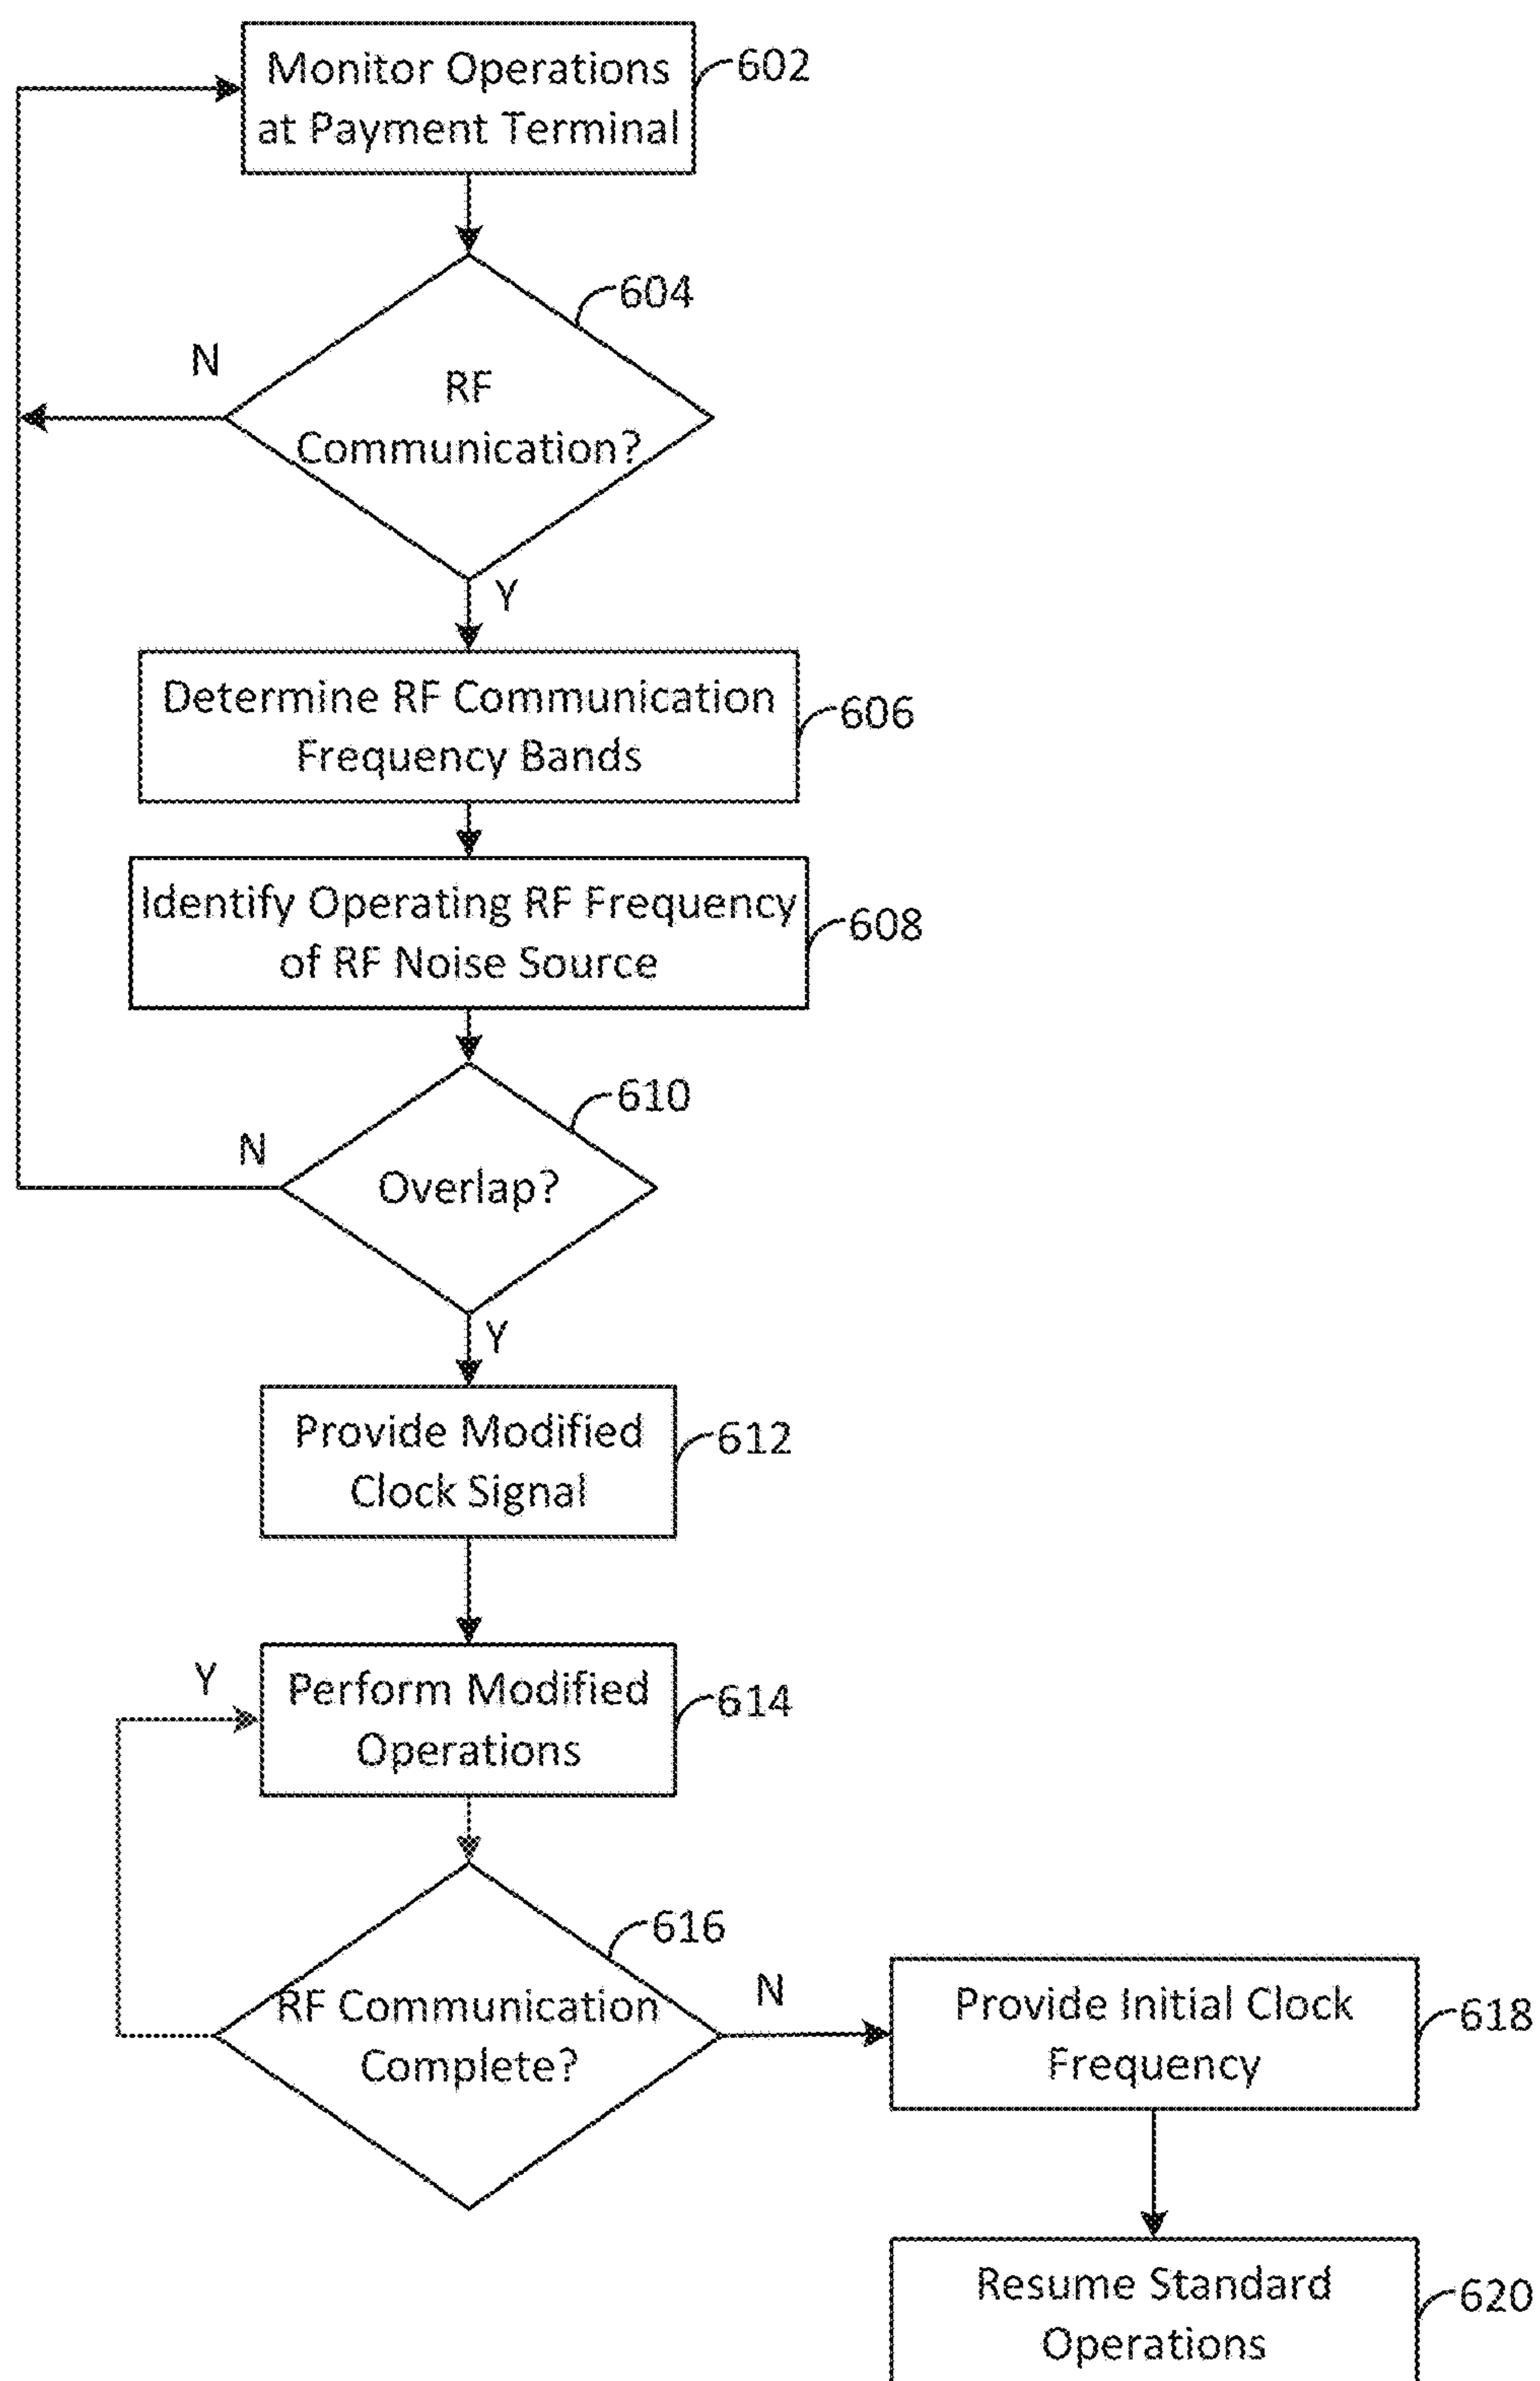 Monitor Operations
at Payment Terminal
602
604
N
RF
Communication?
Y
Determine RF Communication
Frequency Bands
606
Identify Operating RF Frequency
of RF Noise Source
608
610
N
Overlap?
Y
Provide Modified
Clock Signal
612
Y
Perform Modified
Operations
614
616
RF Communication
Complete?
N
Provide Initial Clock
Frequency
618
Resume Standard
Operations
620